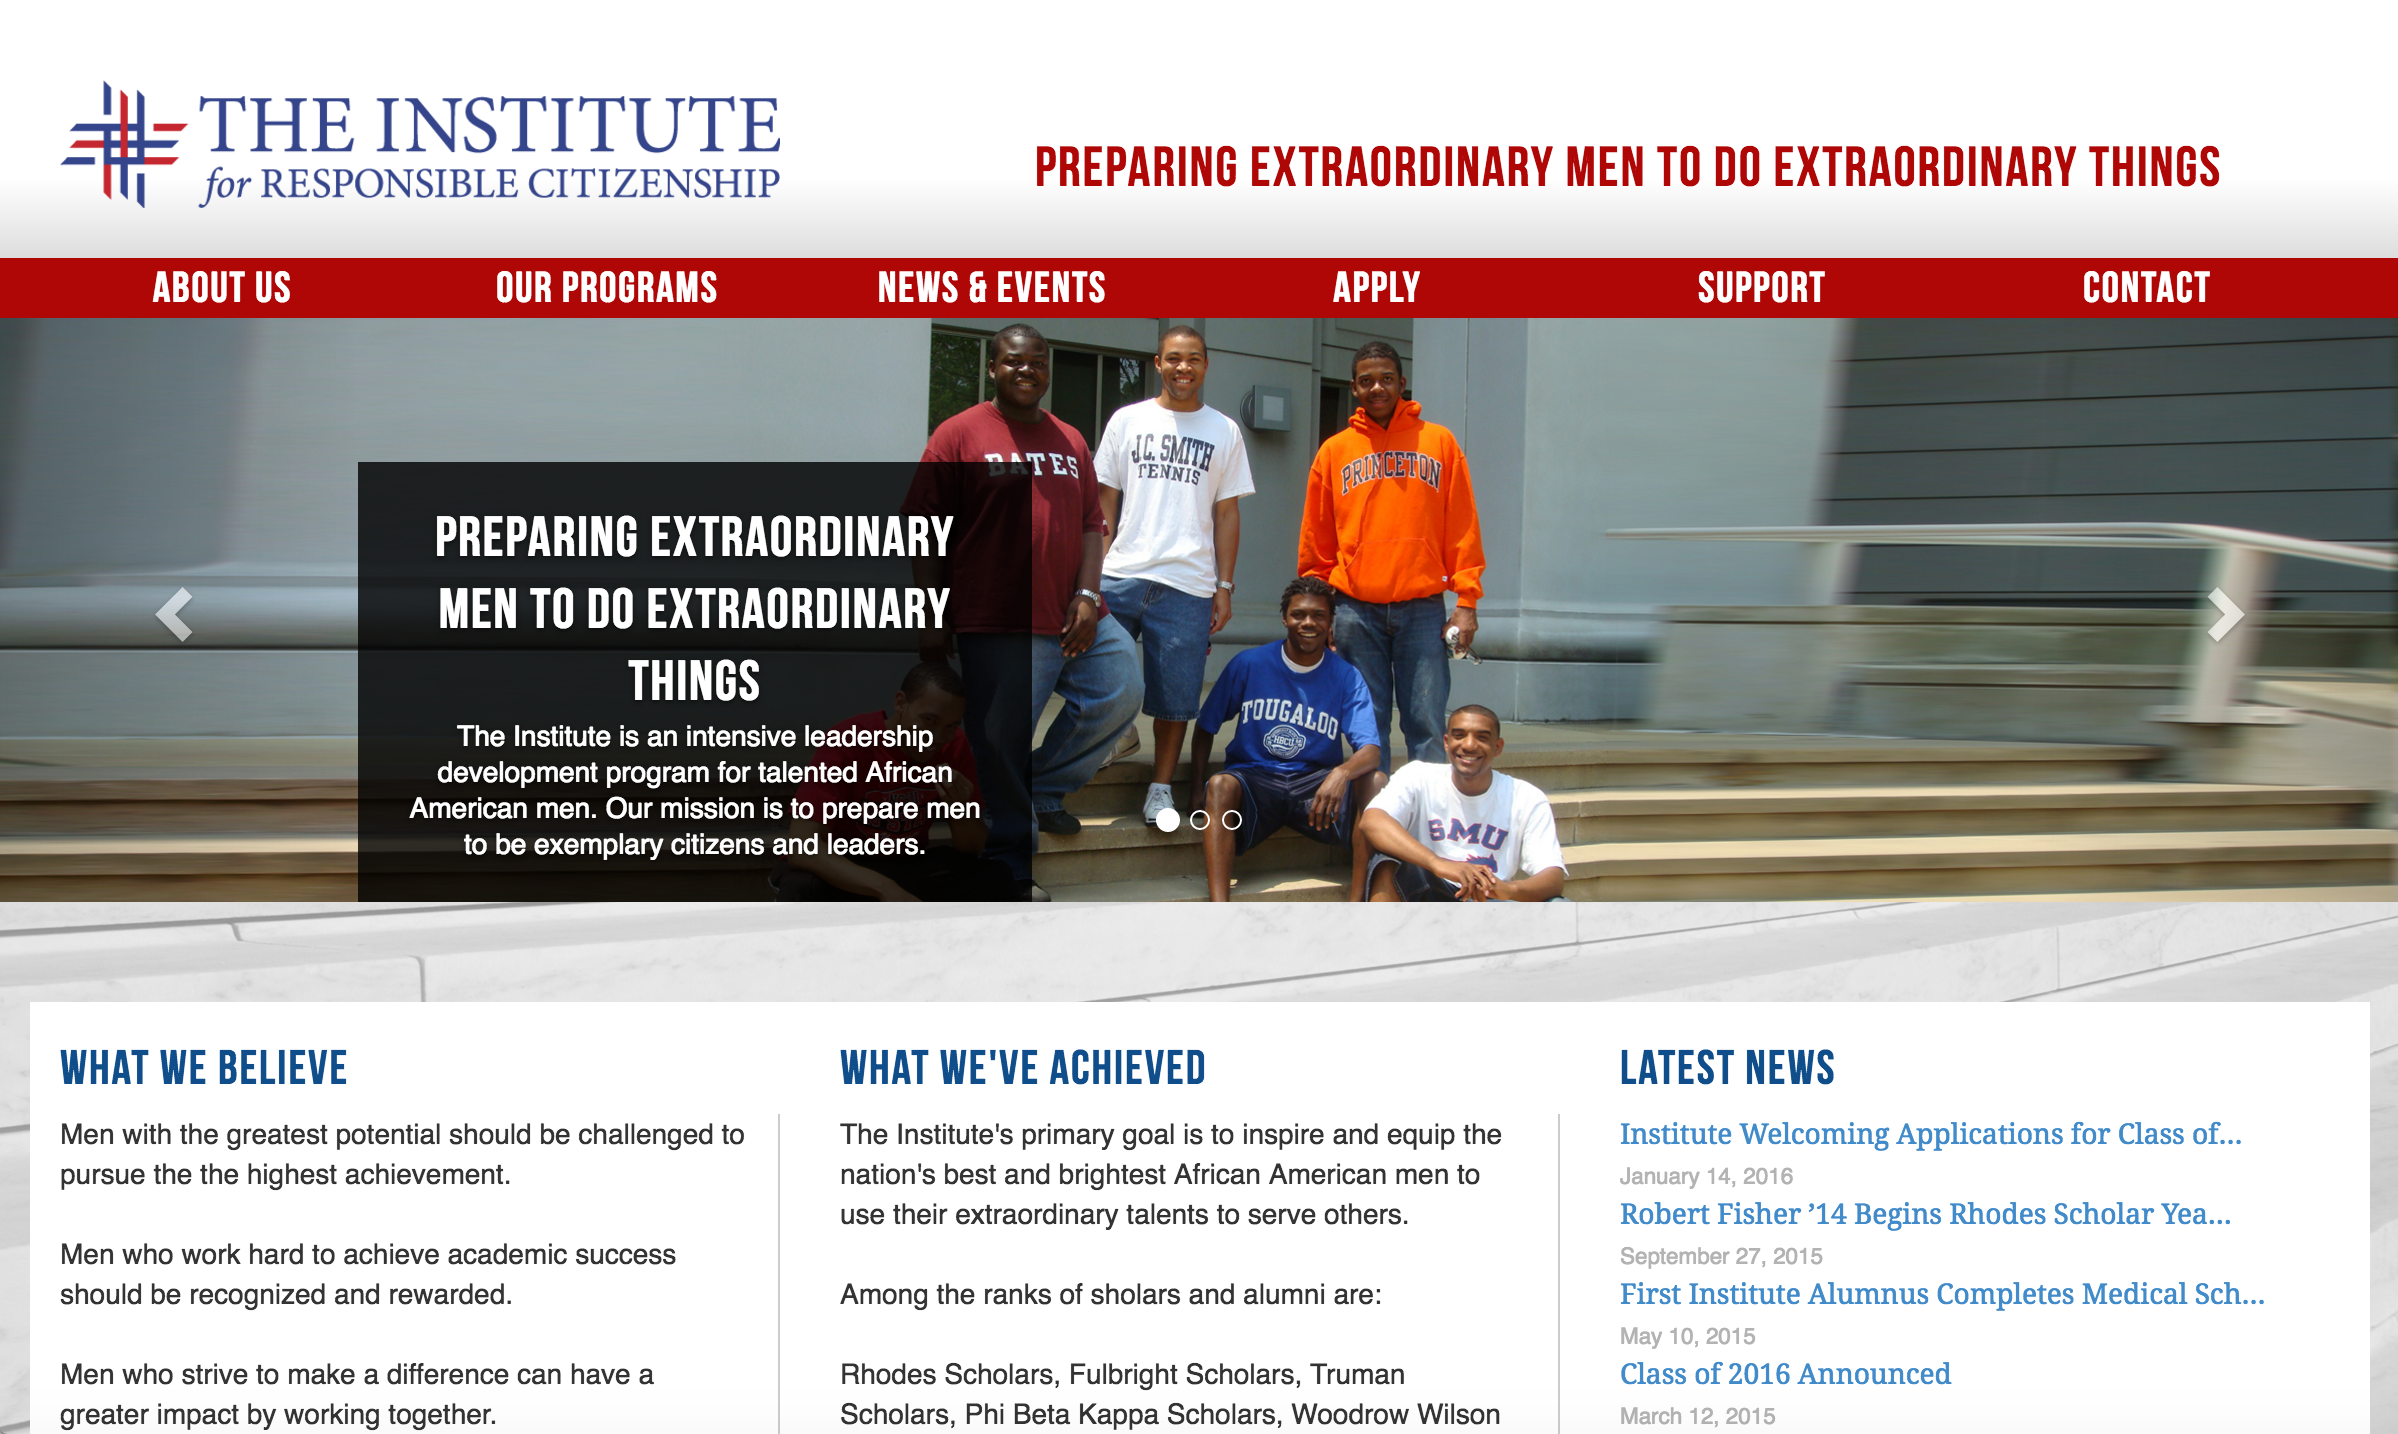 THE INSTITUTE
for RESPONSIBLE CITIZENSHIP
PREPARING EXTRAORDINARY MEN TO DO EXTRAORDINARY THINGS
ABOUT US
OUR PROGRAMS
NEWS & EVENTS
APPLY
SUPPORT
CONTACT
BATES
J.C. SMITH
TENNIS
PRINCETON
TOUGALOO
HBCU
SMU
PREPARING EXTRAORDINARY
MEN TO DO EXTRAORDINARY
THINGS
The Institute is an intensive leadership
development program for talented African
American men. Our mission is to prepare men
to be exemplary citizens and leaders.
WHAT WE BELIEVE
Men with the greatest potential should be challenged to
pursue the the highest achievement.
Men who work hard to achieve academic success
should be recognized and rewarded.
Men who strive to make a difference can have a
greater impact by working together.
WHAT WE'VE ACHIEVED
The Institute's primary goal is to inspire and equip the
nation's best and brightest African American men to
use their extraordinary talents to serve others.
Among the ranks of sholars and alumni are:
Rhodes Scholars, Fulbright Scholars, Truman
Scholars, Phi Beta Kappa Scholars, Woodrow Wilson
LATEST NEWS
Institute Welcoming Applications for Class of...
January 14, 2016
Robert Fisher ’14 Begins Rhodes Scholar Yea...
September 27, 2015
First Institute Alumnus Completes Medical Sch...
May 10, 2015
Class of 2016 Announced
March 12, 2015